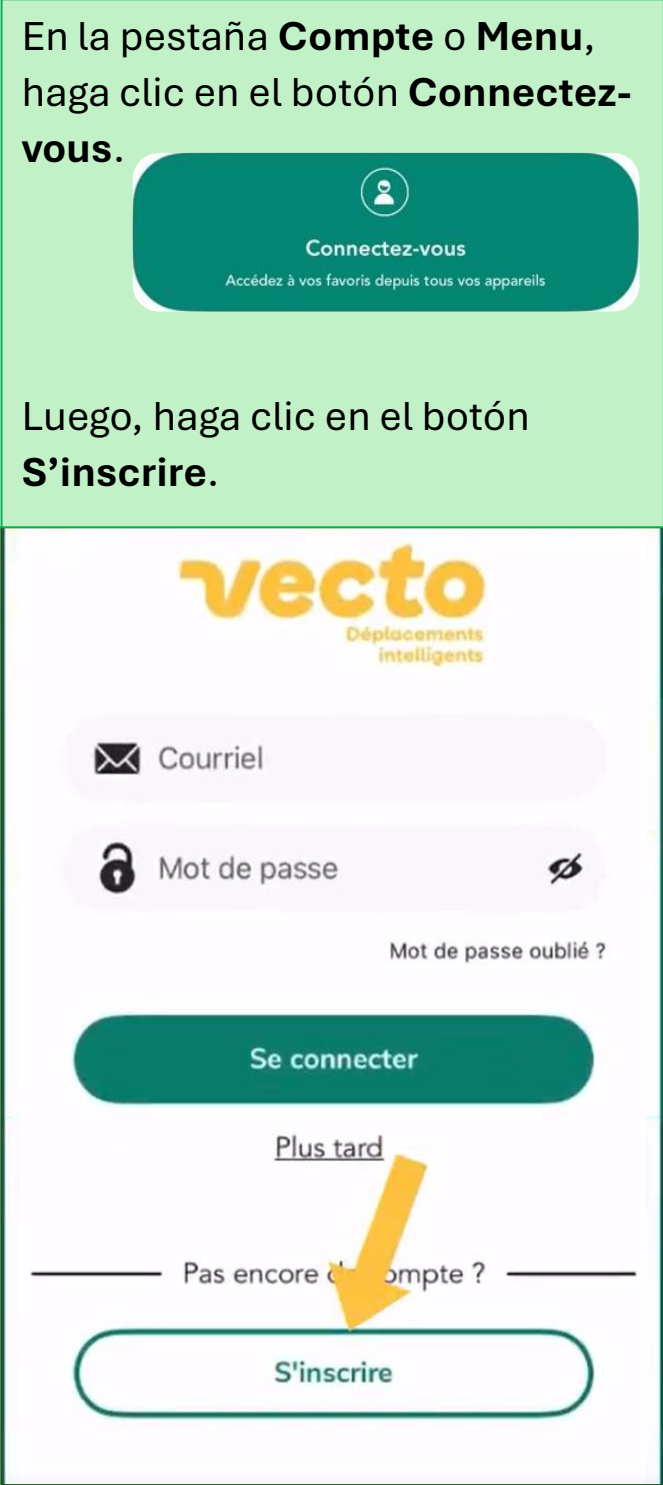 En la pestaña Compte o Menu,
haga clic en el botón Connectez-
vous.
Connectez-vous
Accédez à vos favoris depuis tous vos appareils
Luego, haga clic en el botón
S’inscrire.
vecto
Déplacements
intelligents
Courriel
Mot de passe
Mot de passe oublié ?
Se connecter
Plus tard
Pas encore ?
S'inscrire